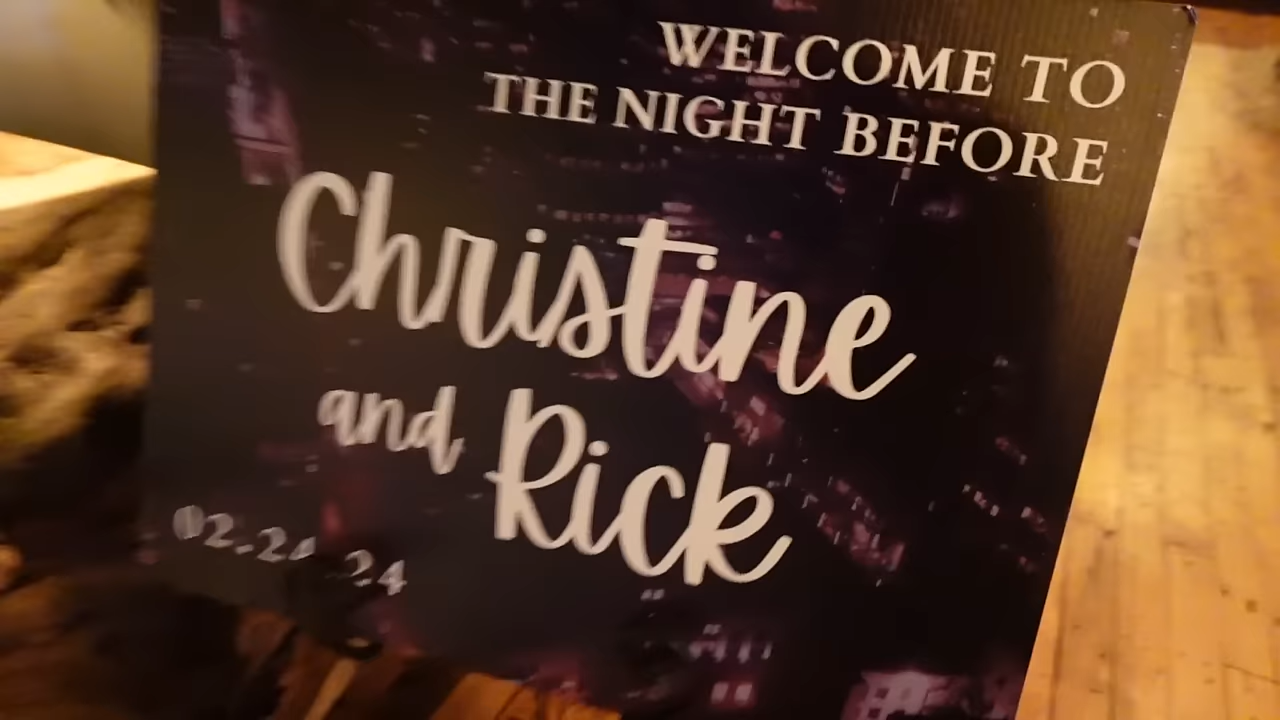 WELCOME TO
THE NIGHT BEFORE
Christine
and Rick
02.24.24